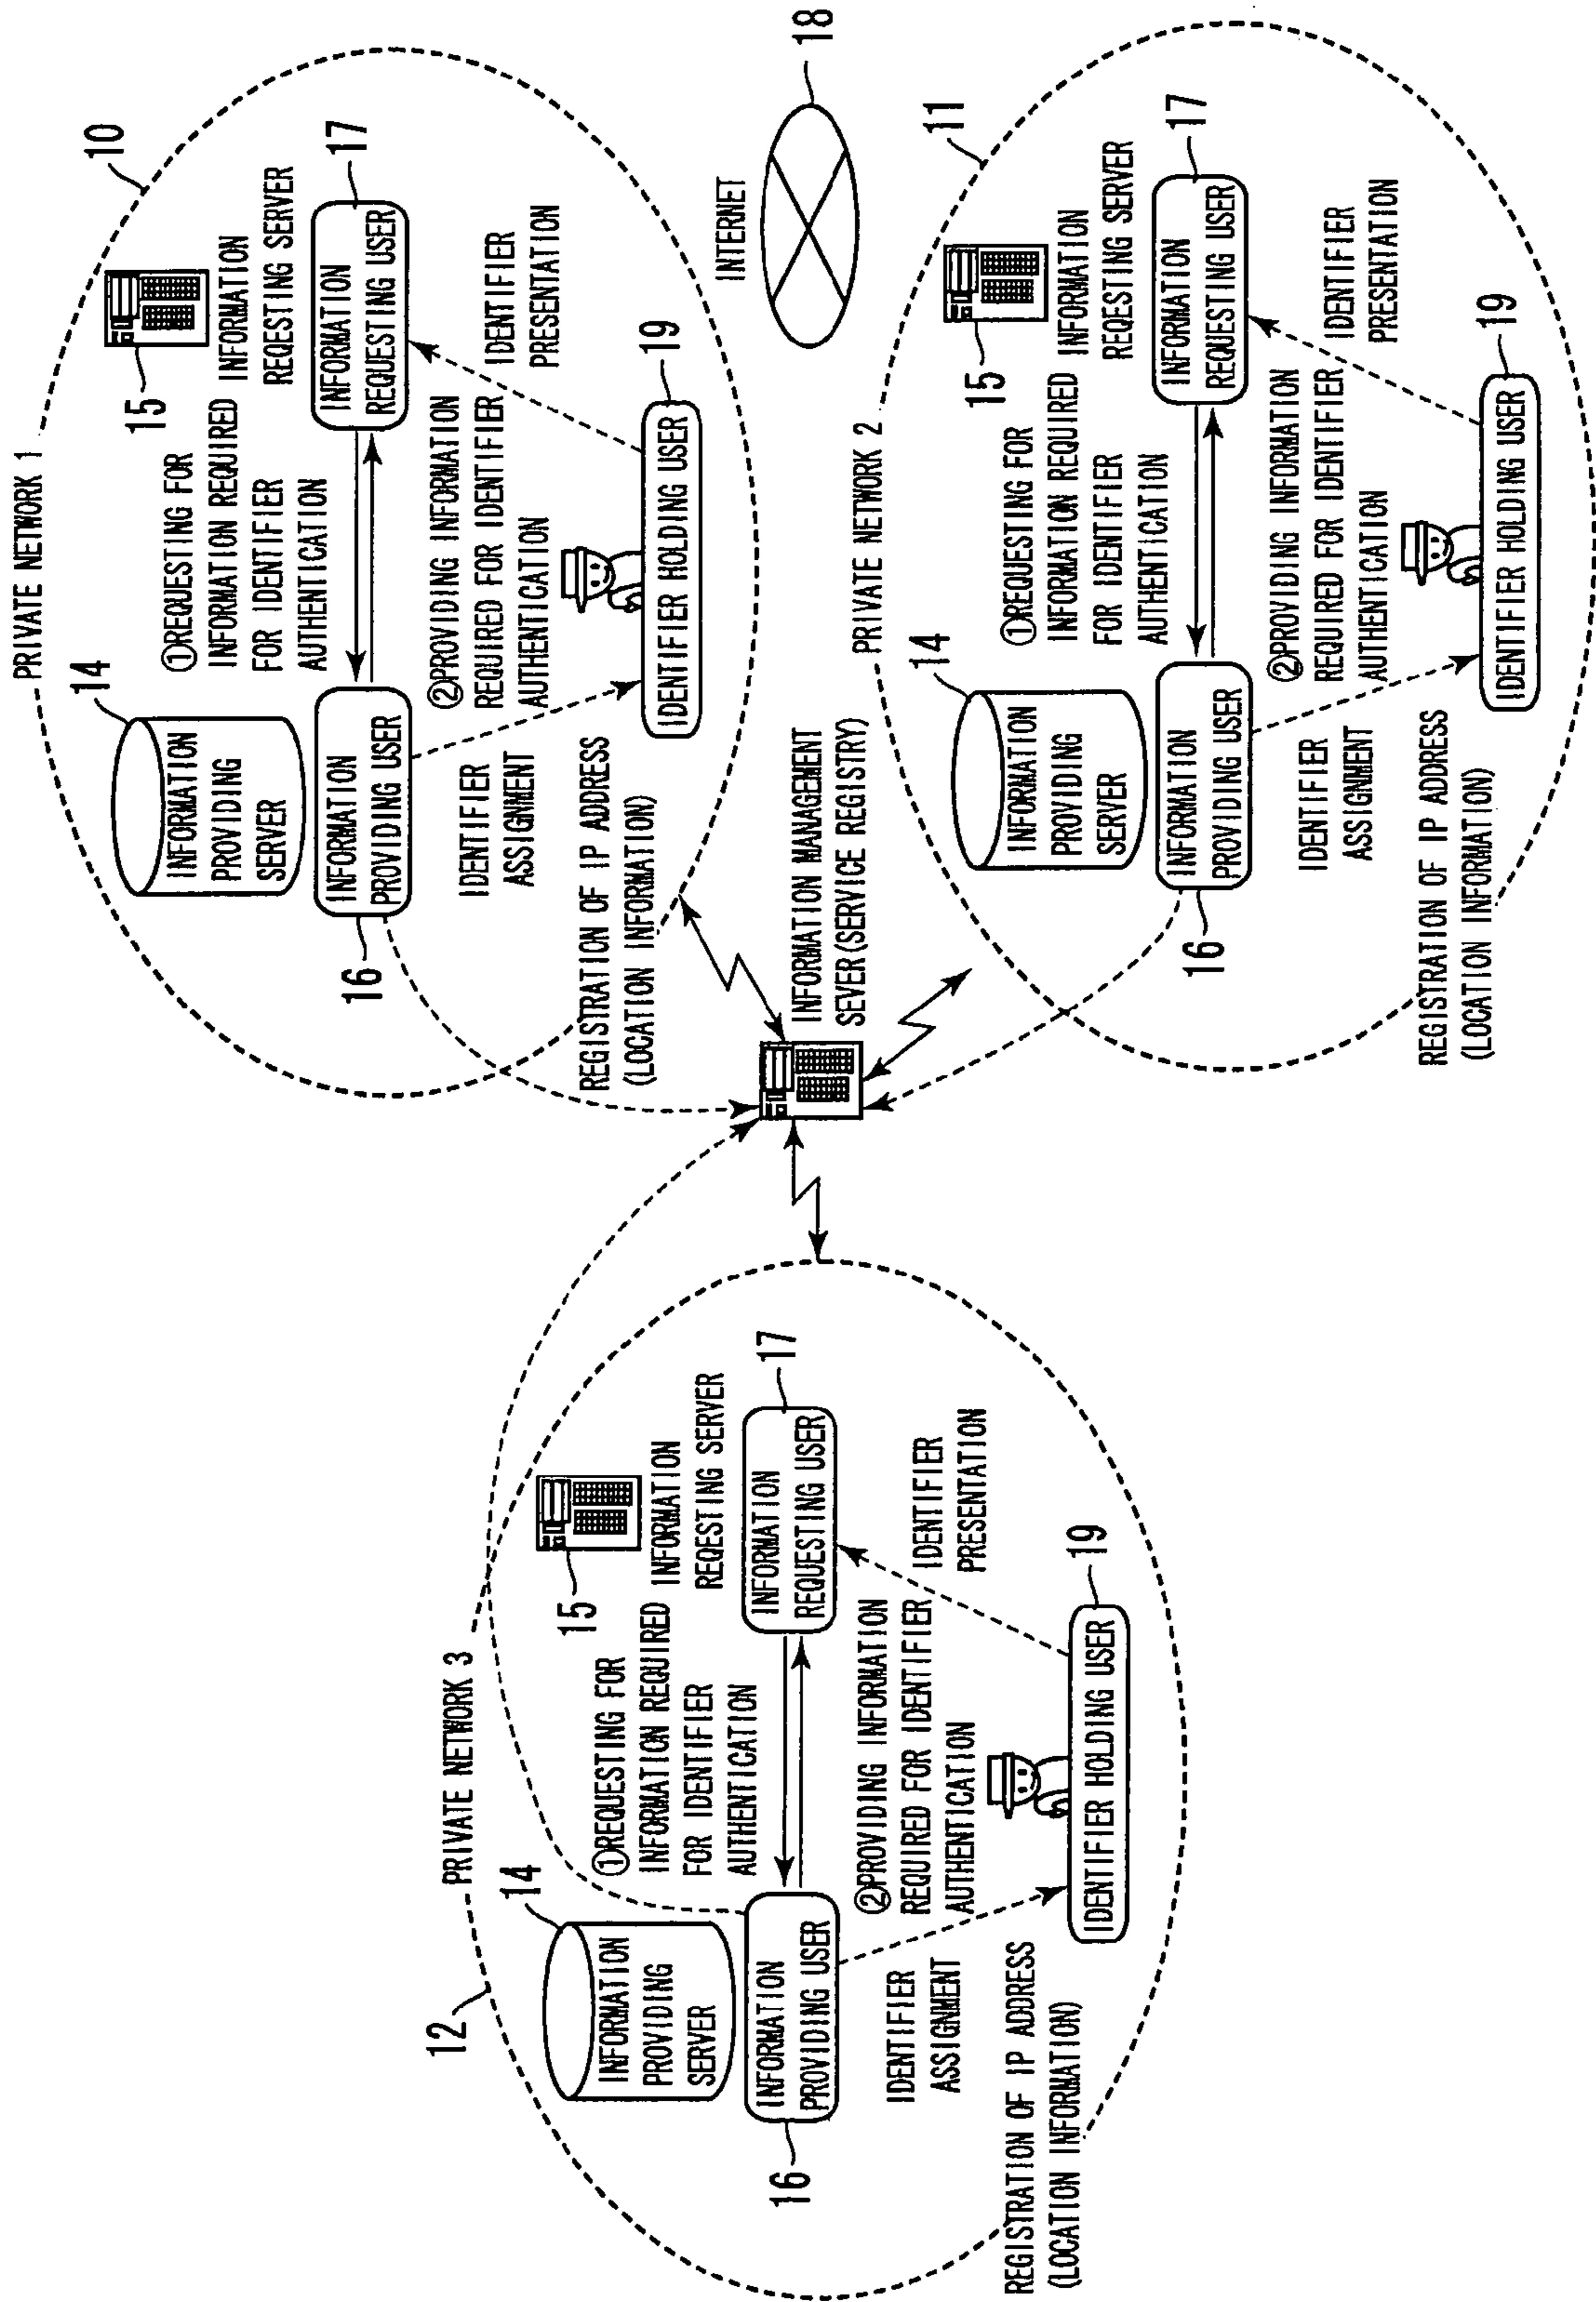 PRIVATE NETWORK 3
12
14
INFORMATION
PROVIDING
SERVER
15
INFORMATION
REQESTING SERVER
①REQUESTING FOR
INFORMATION REQUIRED
FOR IDENTIFIER
AUTHENTICATION
INFORMATION
PROVIDING USER
16
INFORMATION
REQUESTING USER
17
②PROVIDING INFORMATION
REQUIRED FOR IDENTIFIER
AUTHENTICATION
IDENTIFIER
ASSIGNMENT
IDENTIFIER
PRESENTATION
IDENTIFIER HOLDING USER
19
REGISTRATION OF IP ADDRESS
(LOCATION INFORMATION)
INFORMATION MANAGEMENT
SEVER(SERVICE REGISTRY)
PRIVATE NETWORK 1
10
14
INFORMATION
PROVIDING
SERVER
15
INFORMATION
REQESTING SERVER
①REQUESTING FOR
INFORMATION REQUIRED
FOR IDENTIFIER
AUTHENTICATION
INFORMATION
PROVIDING USER
16
INFORMATION
REQUESTING USER
17
②PROVIDING INFORMATION
REQUIRED FOR IDENTIFIER
AUTHENTICATION
IDENTIFIER
ASSIGNMENT
IDENTIFIER
PRESENTATION
IDENTIFIER HOLDING USER
19
REGISTRATION OF IP ADDRESS
(LOCATION INFORMATION)
INTERNET
18
PRIVATE NETWORK 2
11
14
INFORMATION
PROVIDING
SERVER
15
INFORMATION
REQESTING SERVER
①REQUESTING FOR
INFORMATION REQUIRED
FOR IDENTIFIER
AUTHENTICATION
INFORMATION
PROVIDING USER
16
INFORMATION
REQUESTING USER
17
②PROVIDING INFORMATION
REQUIRED FOR IDENTIFIER
AUTHENTICATION
IDENTIFIER
ASSIGNMENT
IDENTIFIER
PRESENTATION
IDENTIFIER HOLDING USER
19
REGISTRATION OF IP ADDRESS
(LOCATION INFORMATION)